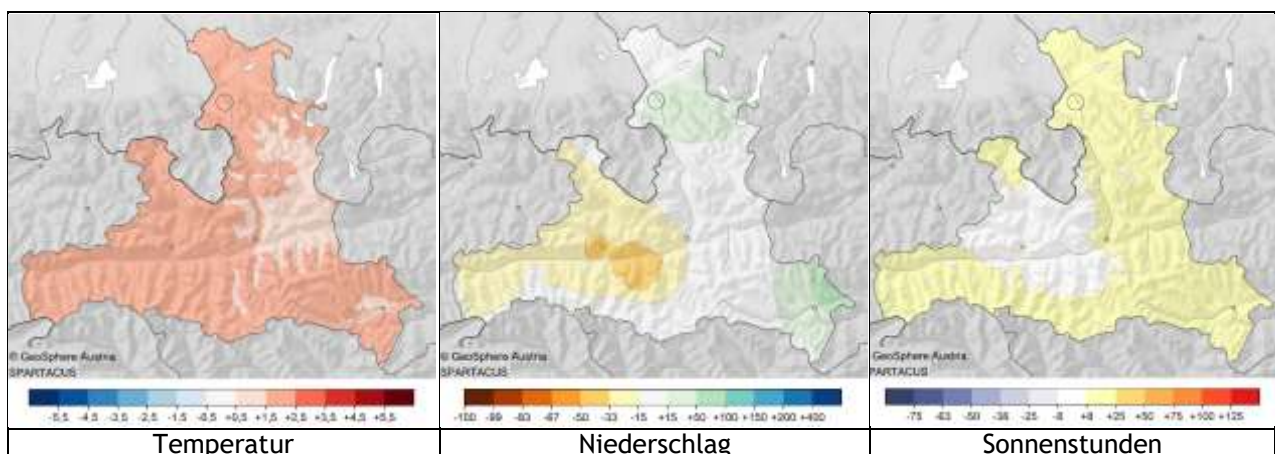 © GeoSphere Austria
SPARTACUS
-5,5 -4,5 -3,5 -2,5 -1,5 -0,5 +0,5 +1,5 +2,5 +3,5 +4,5 +5,5
Temperatur
© GeoSphere Austria
SPARTACUS
-100 -99 -83 -67 -50 -33 -15 +15 +50 +100 +150 +200 +400
Niederschlag
GeoSphere Austria
PARTACUS
-75 -63 -50 -38 -25 -8 +8 +25 +50 +75 +100 +125
Sonnenstunden